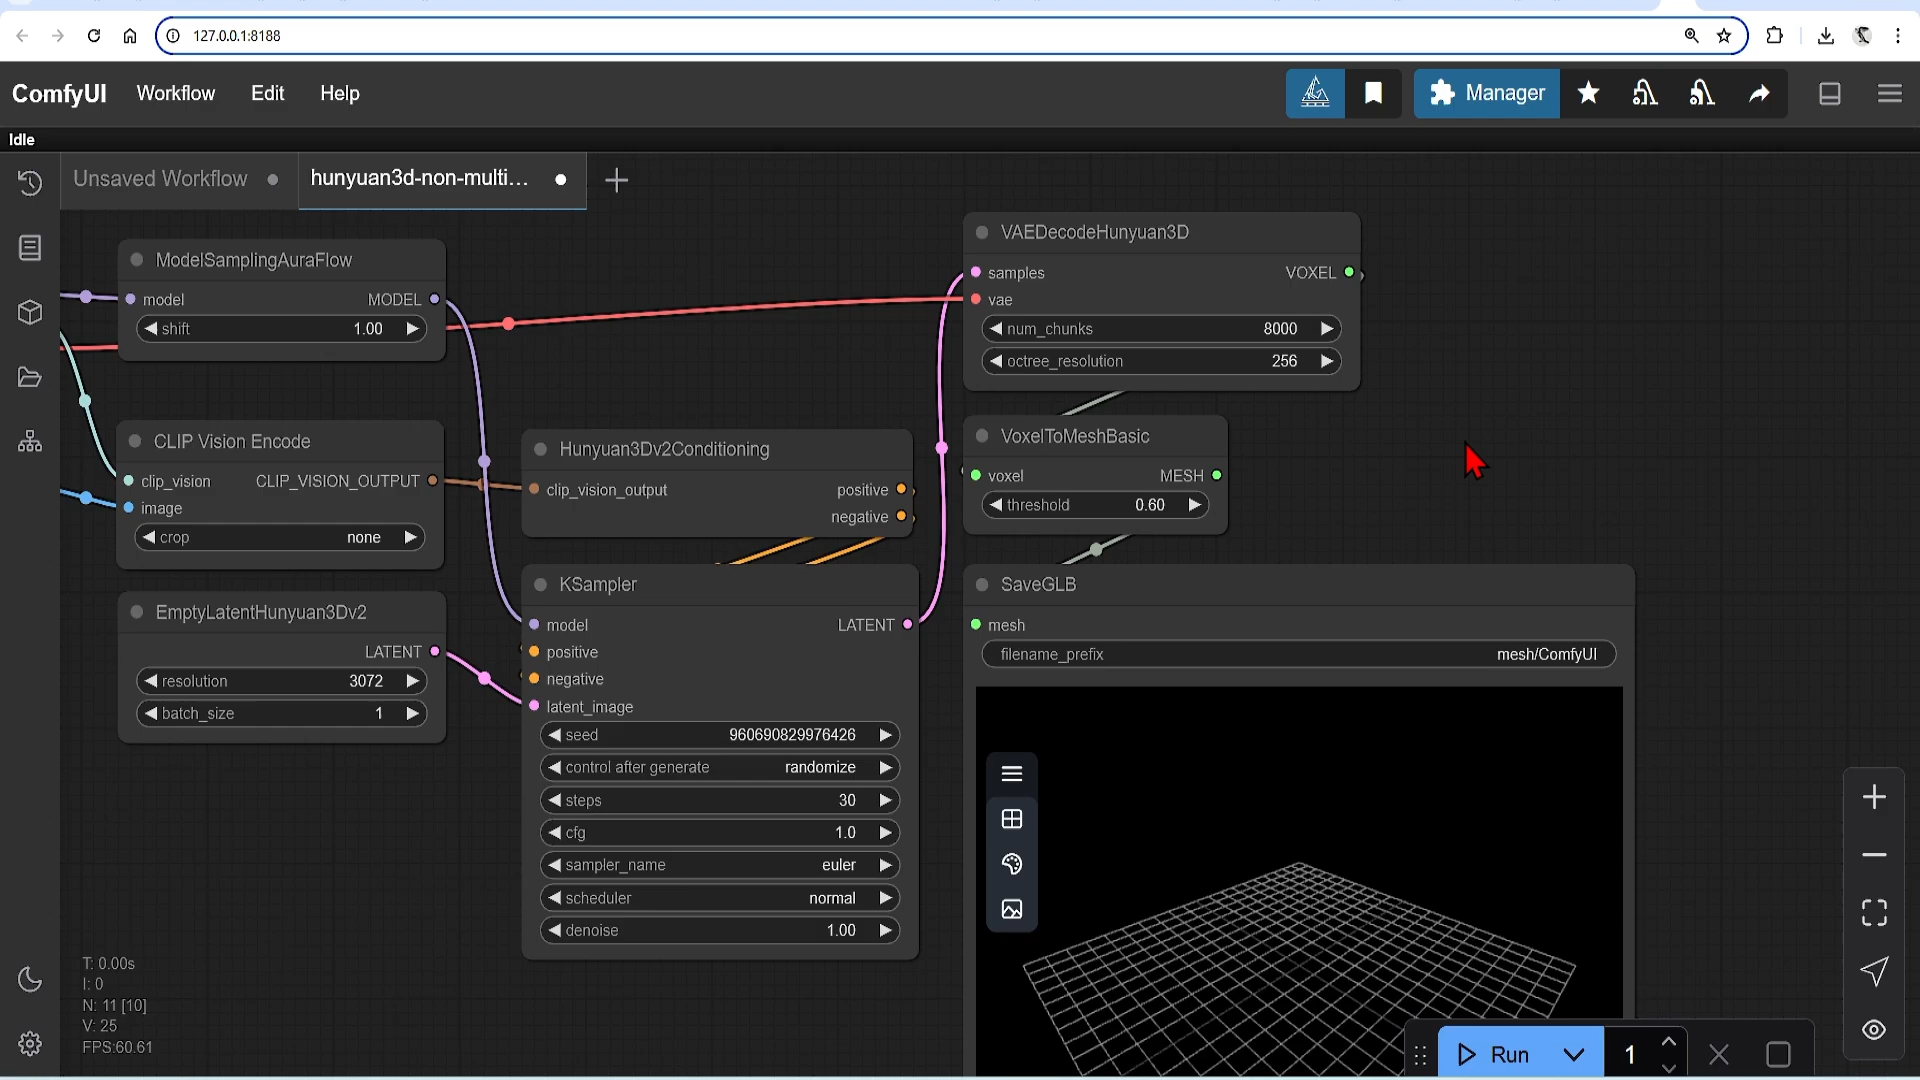 127.0.0.1:8188
ComfyUI
Workflow
Edit
Help
Manager
Idle
Unsaved Workflow
hunyuan3d-non-multi...
ModelSamplingAuraFlow
model
MODEL
shift
1.00
CLIP Vision Encode
clip_vision
CLIP_VISION_OUTPUT
image
crop
none
EmptyLatentHunyuan3Dv2
LATENT
resolution
3072
batch_size
1
Hunyuan3Dv2Conditioning
clip_vision_output
positive
negative
KSampler
model
LATENT
positive
negative
latent_image
seed
960690829976426
control after generate
randomize
steps
30
cfg
1.0
sampler_name
euler
scheduler
normal
denoise
1.00
VAEDecodeHunyuan3D
samples
VOXEL
vae
num_chunks
8000
octree_resolution
256
VoxelToMeshBasic
voxel
MESH
threshold
0.60
SaveGLB
mesh
filename_prefix
mesh/ComfyUI
T: 0.00s
I: 0
N: 11 [10]
V: 25
FPS:60.61
Run
1